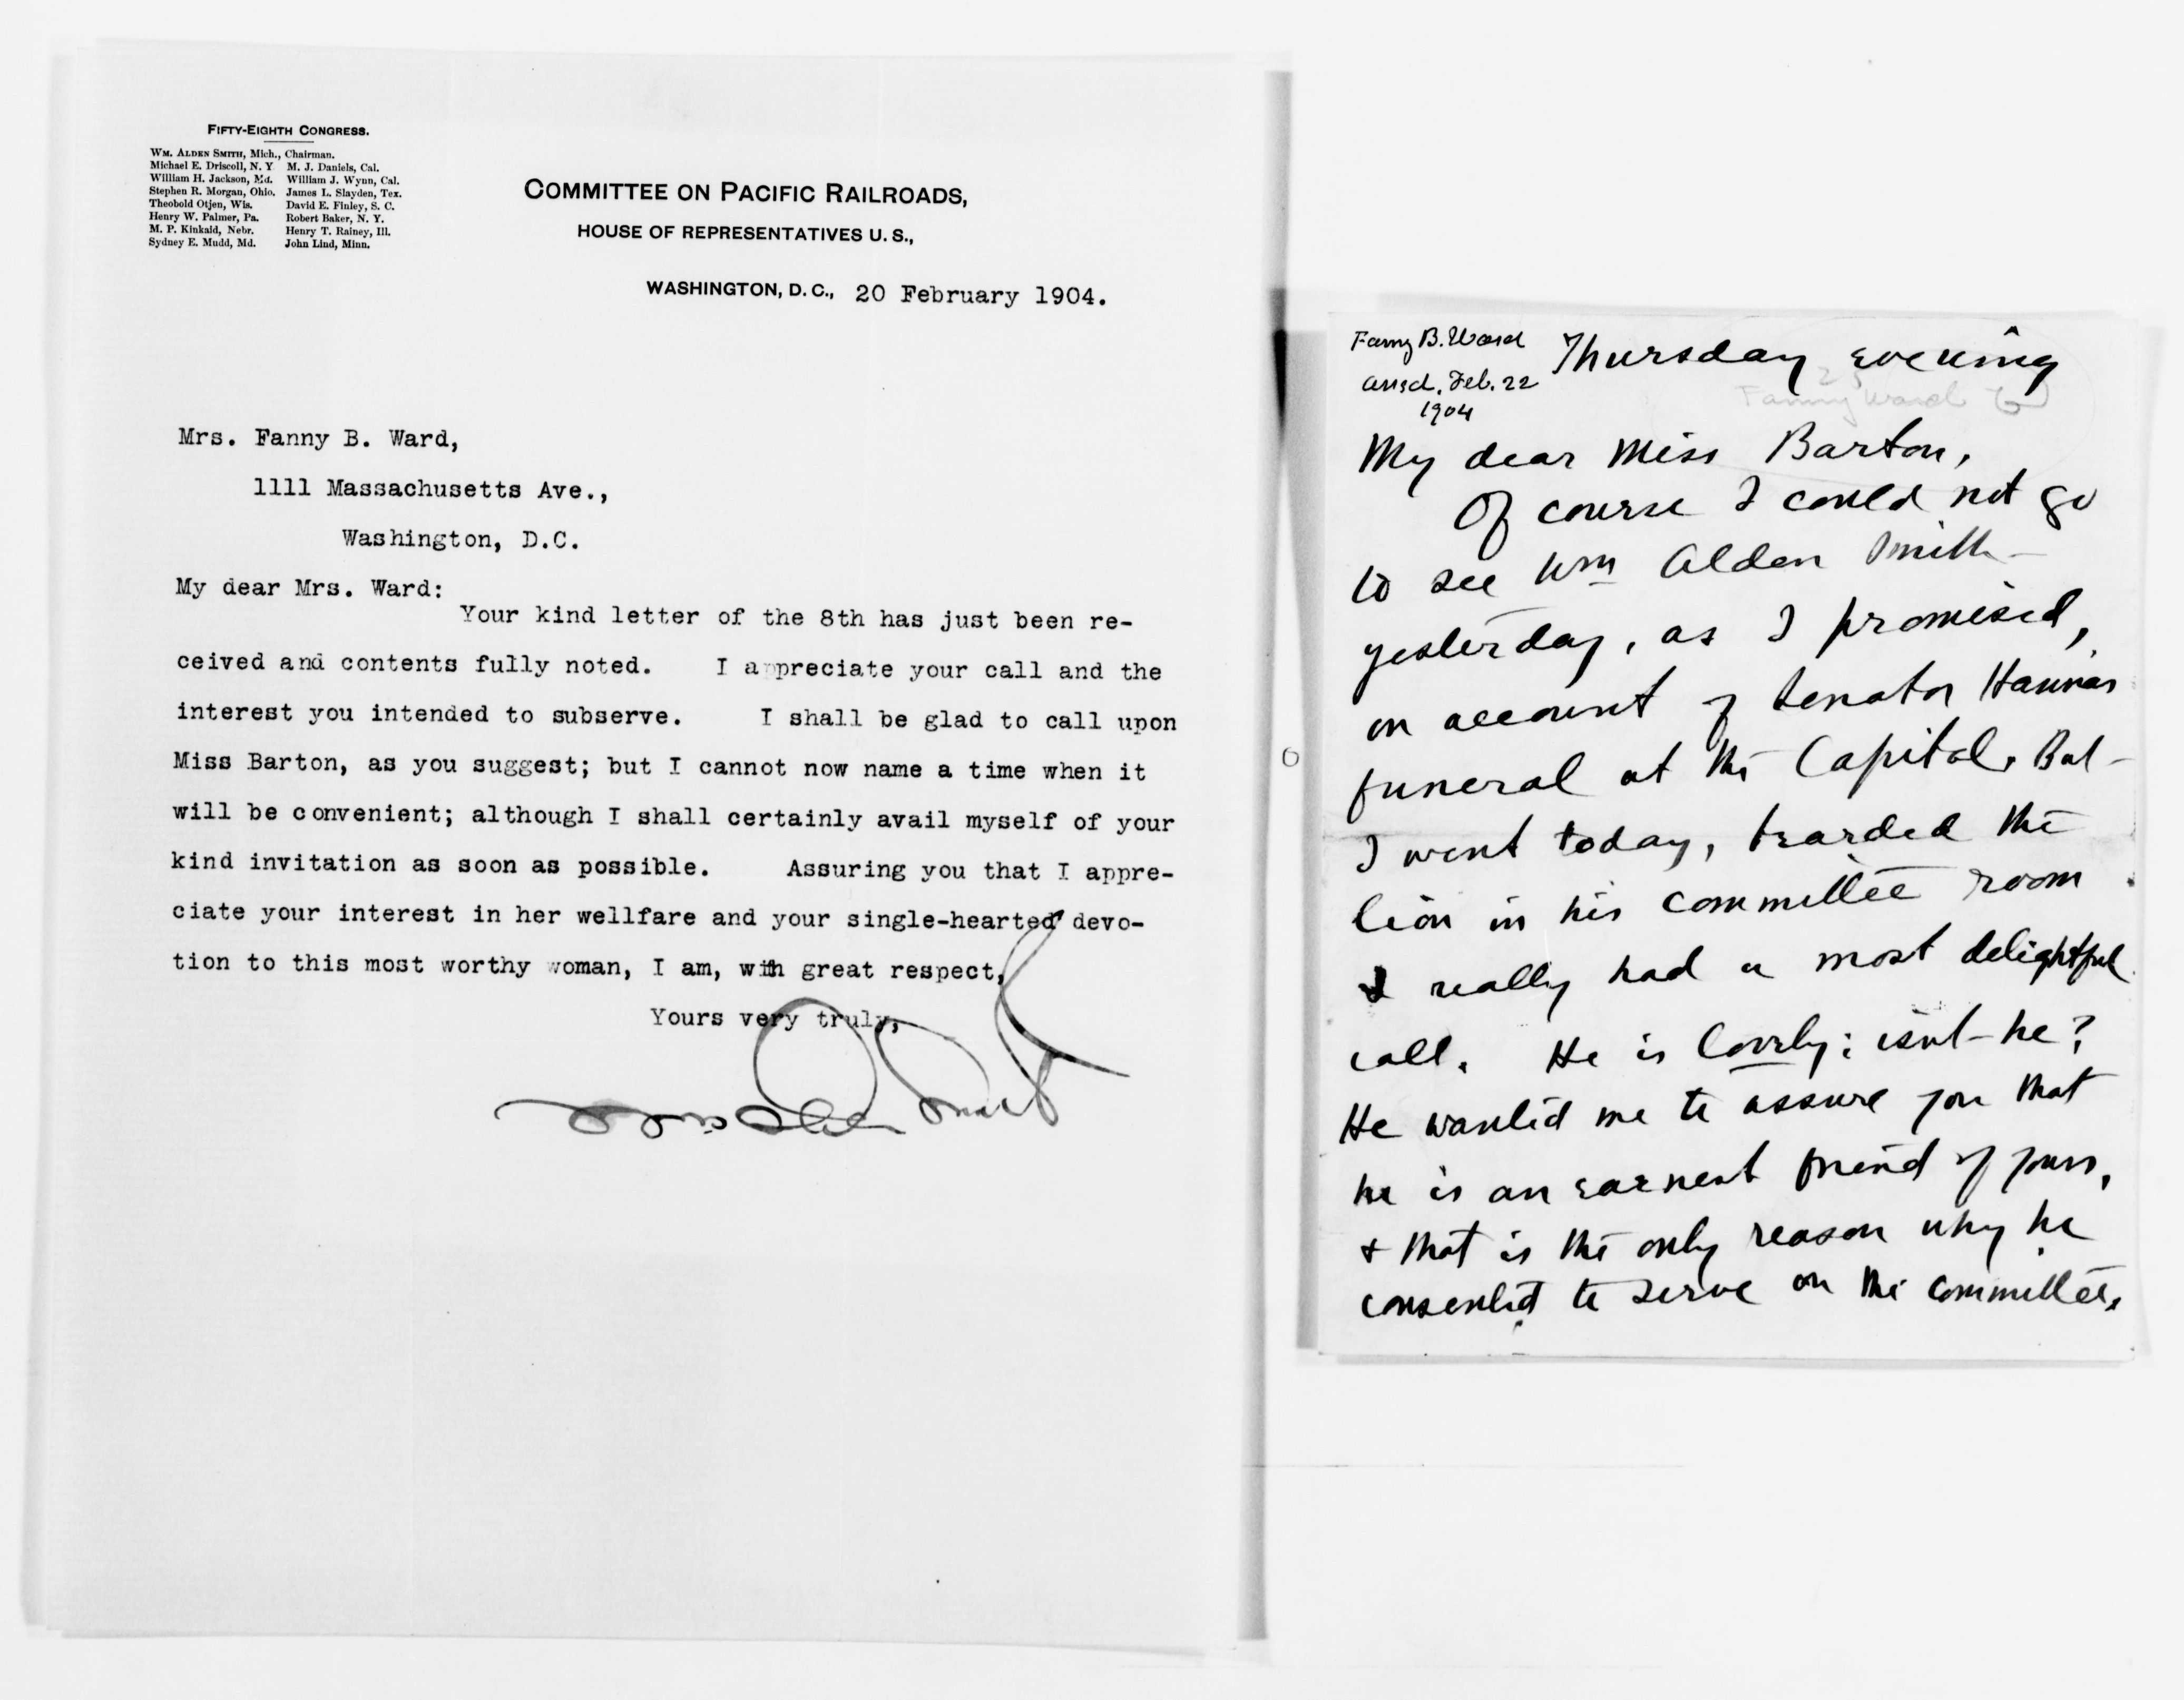 FIFTY-EIGHTH CONGRESS.
WM. ALDEN SMITH, Mich., Chairman.
Michael E. Driscoll, N. Y. M. J. Daniels, Cal.
William H. Jackson, Md. William J. Wynn, Cal.
Stephen R. Morgan, Ohio. James L. Slayden, Tex.
Theobold Otjen, Wis. David E. Finley, S. C.
Henry W. Palmer, Pa. Robert Baker, N. Y.
M. P. Kinkaid, Nebr. Henry T. Rainey, Ill.
Sydney E. Mudd, Md. John Lind, Minn.
COMMITTEE ON PACIFIC RAILROADS,
HOUSE OF REPRESENTATIVES U. S.,
WASHINGTON, D. C., 20 February 1904.
Mrs. Fanny B. Ward,
1111 Massachusetts Ave.,
Washington, D.C.
My dear Mrs. Ward:
Your kind letter of the 8th has just been re-
ceived and contents fully noted. I appreciate your call and the
interest you intended to subserve. I shall be glad to call upon
Miss Barton, as you suggest; but I cannot now name a time when it
will be convenient; although I shall certainly avail myself of your
kind invitation as soon as possible. Assuring you that I appre-
ciate your interest in her wellfare and your single-hearted devo-
tion to this most worthy woman, I am, with great respect,
Yours very truly,
Wm Alden Smith
Fanny B. Ward
ansd. Feb. 22
1904
Thursday evening
25
Fanny Ward
My dear Miss Barton,
Of course I could not go
to see Wm Alden Smith
yesterday, as I promised,
on account of Senator Hannas
funeral at the Capitol. But
I went today, bearded the
lion in his committee room
I really had a most delightful
call. He is lovely; isn't he?
He wanted me to assure you that
he is an earnest friend of yours,
& that is the only reason why he
consented to serve on the committee.